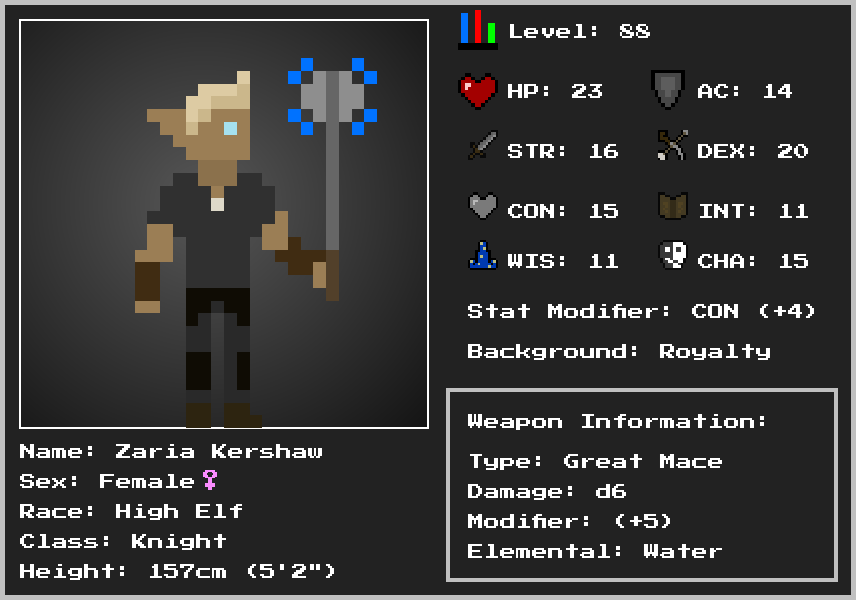 Level: 88
HP: 23
AC: 14
STR: 16
DEX: 20
CON: 15
INT: 11
WIS: 11
CHA: 15
Stat Modifier: CON (+4)
Background: Royalty
Weapon Information:
Type: Great Mace
Damage: d6
Modifier: (+5)
Elemental: Water
Name: Zaria Kershaw
Sex: Female♀
Race: High Elf
Class: Knight
Height: 157cm (5'2")